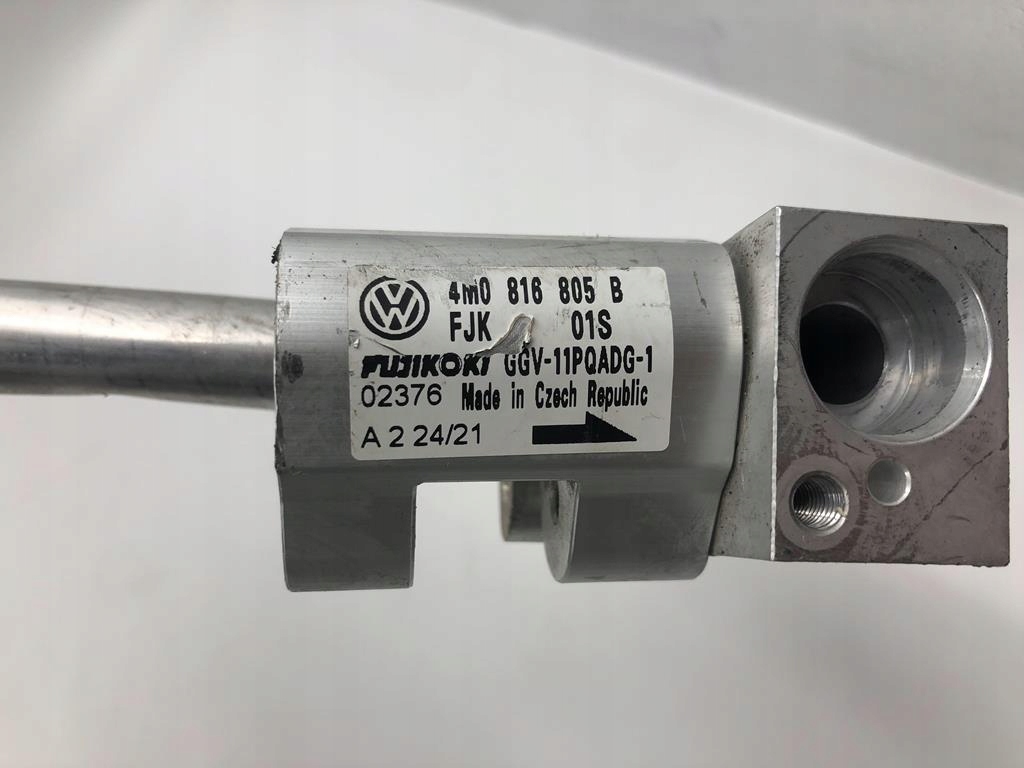 4M0 816 805 B
FJK 01S
FUJIKOKI GGV-11PQADG-1
02376 Made in Czech Republic
A 2 24/21